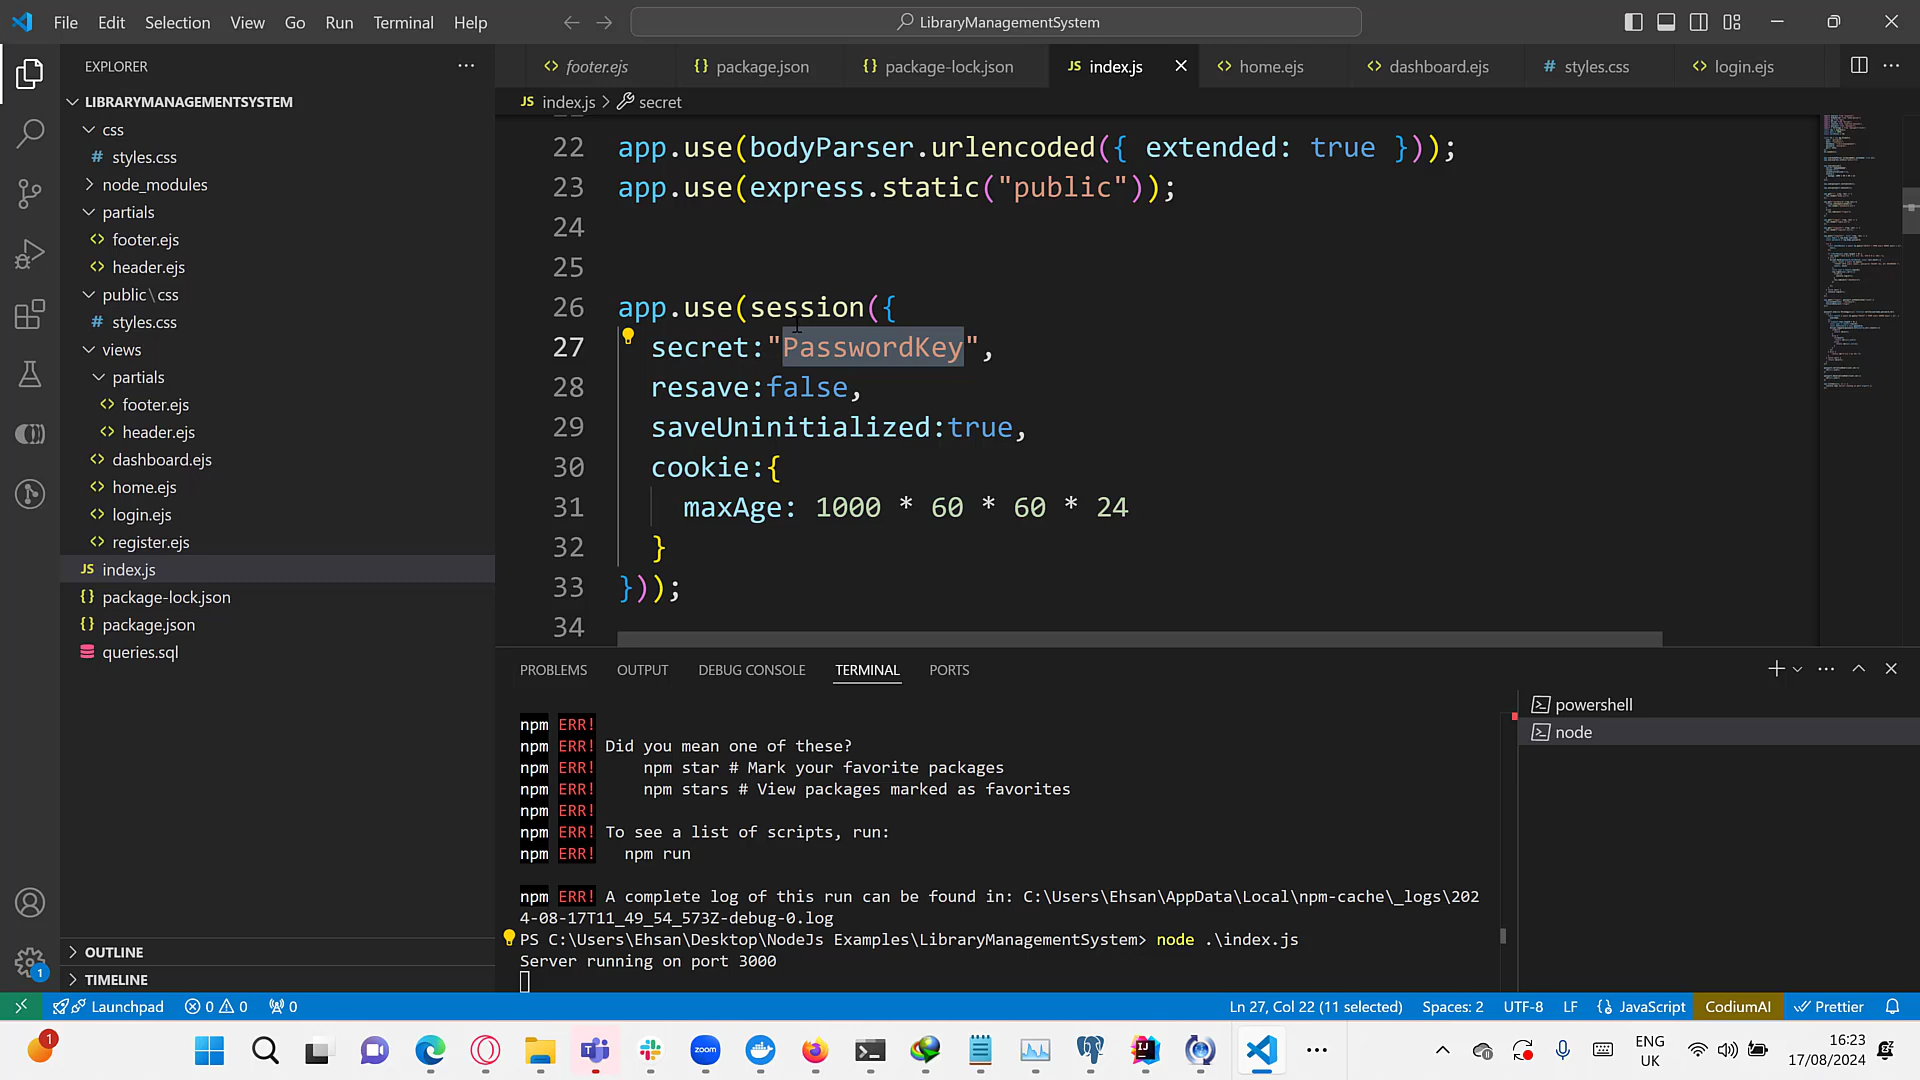 File Edit Selection View Go Run Terminal Help
LibraryManagementSystem
EXPLORER
LIBRARYMANAGEMENTSYSTEM
css
# styles.css
node_modules
partials
<> footer.ejs
<> header.ejs
public\css
# styles.css
views
partials
<> footer.ejs
<> header.ejs
<> dashboard.ejs
<> home.ejs
<> login.ejs
<> register.ejs
JS index.js
{} package-lock.json
{} package.json
queries.sql
OUTLINE
TIMELINE
<> footer.ejs {} package.json {} package-lock.json JS index.js <> home.ejs <> dashboard.ejs # styles.css <> login.ejs
JS index.js > secret
22 app.use(bodyParser.urlencoded({ extended: true }));
23 app.use(express.static("public"));
24
25
26 app.use(session({
27 secret:"PasswordKey",
28 resave:false,
29 saveUninitialized:true,
30 cookie:{
31 maxAge: 1000 * 60 * 60 * 24
32 }
33 }));
34
PROBLEMS OUTPUT DEBUG CONSOLE TERMINAL PORTS
powershell
node
npm ERR!
npm ERR! Did you mean one of these?
npm ERR! npm star # Mark your favorite packages
npm ERR! npm stars # View packages marked as favorites
npm ERR!
npm ERR! To see a list of scripts, run:
npm ERR! npm run
npm ERR! A complete log of this run can be found in: C:\Users\Ehsan\AppData\Local\npm-cache\_logs\202
4-08-17T11_49_54_573Z-debug-0.log
PS C:\Users\Ehsan\Desktop\NodeJs Examples\LibraryManagementSystem> node .\index.js
Server running on port 3000
1
Launchpad 0 0 0 Ln 27, Col 22 (11 selected) Spaces: 2 UTF-8 LF {} JavaScript CodiumAI Prettier
1
zoom
ENG
UK
16:23
17/08/2024